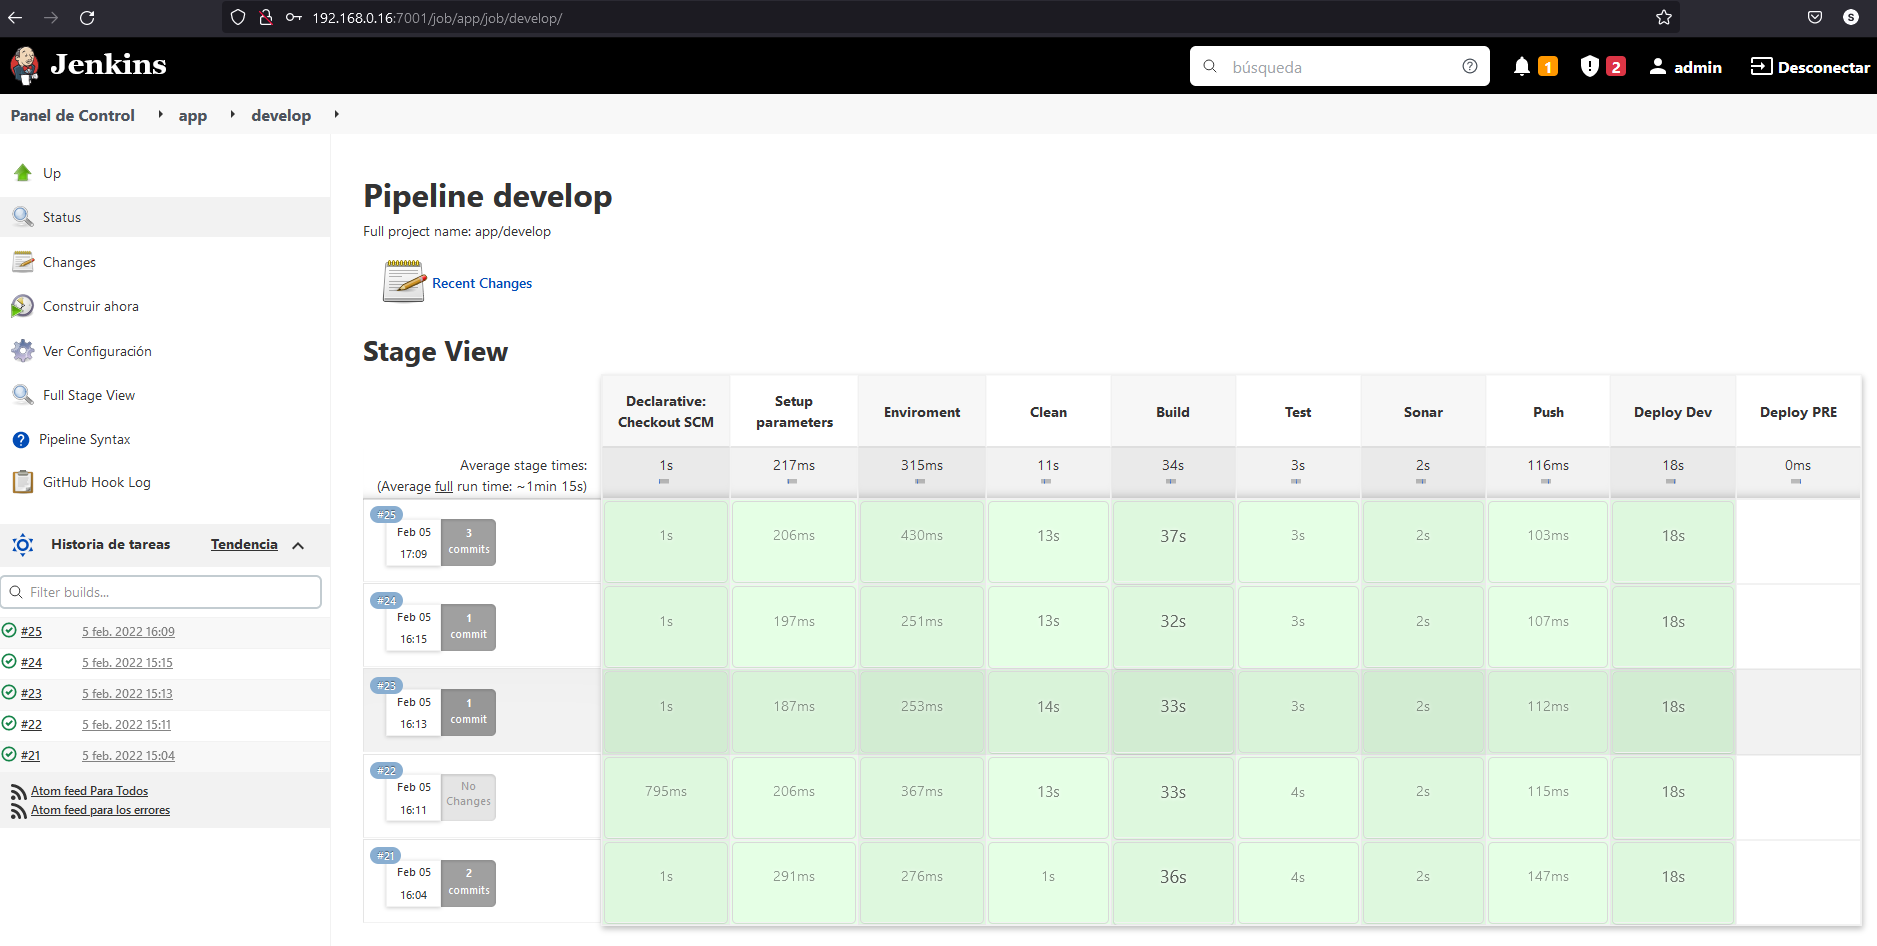 192.168.0.16:7001/job/app/job/develop/
S
Jenkins
búsqueda
1
2
admin
Desconectar
Panel de Control
app
develop
Up
Status
Changes
Construir ahora
Ver Configuración
Full Stage View
Pipeline Syntax
GitHub Hook Log
Historia de tareas
Tendencia
Filter builds...
#25 5 feb. 2022 16:09
#24 5 feb. 2022 15:15
#23 5 feb. 2022 15:13
#22 5 feb. 2022 15:11
#21 5 feb. 2022 15:04
Atom feed Para Todos
Atom feed para los errores
Pipeline develop
Full project name: app/develop
Recent Changes
Stage View
Declarative:
Checkout SCM
Setup
parameters
Enviroment
Clean
Build
Test
Sonar
Push
Deploy Dev
Deploy PRE
Average stage times:
(Average full run time: ~1min 15s)
1s 217ms 315ms 11s 34s 3s 2s 116ms 18s 0ms
#25
Feb 05
17:09
3
commits
1s 206ms 430ms 13s 37s 3s 2s 103ms 18s
#24
Feb 05
16:15
1
commit
1s 197ms 251ms 13s 32s 3s 2s 107ms 18s
#23
Feb 05
16:13
1
commit
1s 187ms 253ms 14s 33s 3s 2s 112ms 18s
#22
Feb 05
16:11
No
Changes
795ms 206ms 367ms 13s 33s 4s 2s 115ms 18s
#21
Feb 05
16:04
2
commits
1s 291ms 276ms 1s 36s 4s 2s 147ms 18s